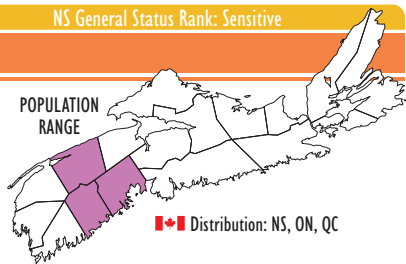 NS General Status Rank: Sensitive
POPULATION
RANGE
Distribution: NS, ON, QC